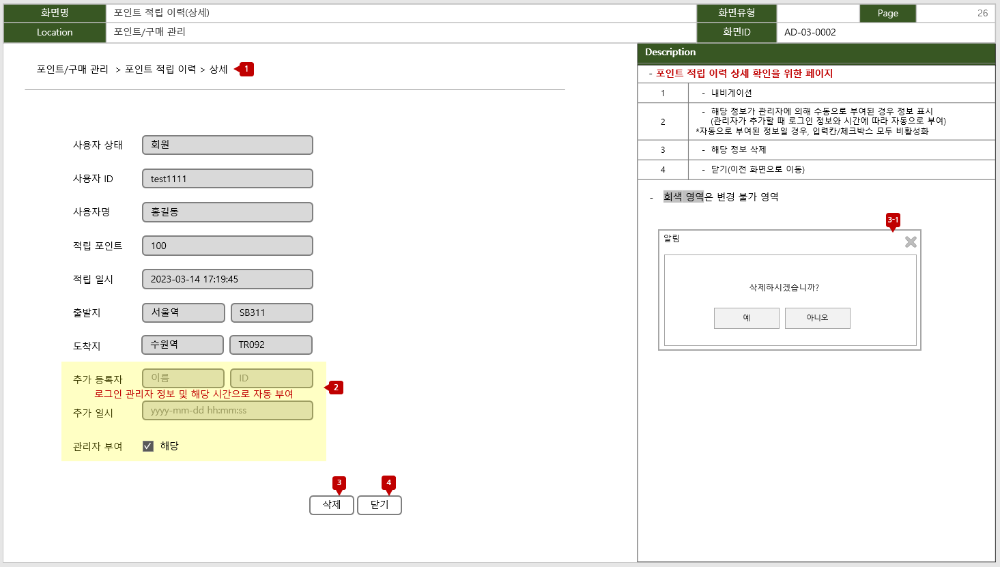 화면명 포인트 적립 이력(상세) 화면유형 Page 26
Location 포인트/구매 관리 화면ID AD-03-0002
포인트/구매 관리 > 포인트 적립 이력 > 상세 1
사용자 상태 회원
사용자 ID test1111
사용자명 홍길동
적립 포인트 100
적립 일시 2023-03-14 17:19:45
출발지 서울역 SB311
도착지 수원역 TR092
추가 등록자 이름 ID
로그인 관리자 정보 및 해당 시간으로 자동 부여 2
추가 일시 yyyy-mm-dd hh:mm:ss
관리자 부여 해당
3 4
삭제 닫기
Description
- 포인트 적립 이력 상세 확인을 위한 페이지
1 - 내비게이션
2 - 해당 정보가 관리자에 의해 수동으로 부여된 경우 정보 표시
(관리자가 추가할 때 로그인 정보와 시간에 따라 자동으로 부여)
*자동으로 부여된 정보일 경우, 입력칸/체크박스 모두 비활성화
3 - 해당 정보 삭제
4 - 닫기(이전 화면으로 이동)
- 회색 영역은 변경 불가 영역
3-1
알림
삭제하시겠습니까?
예 아니오